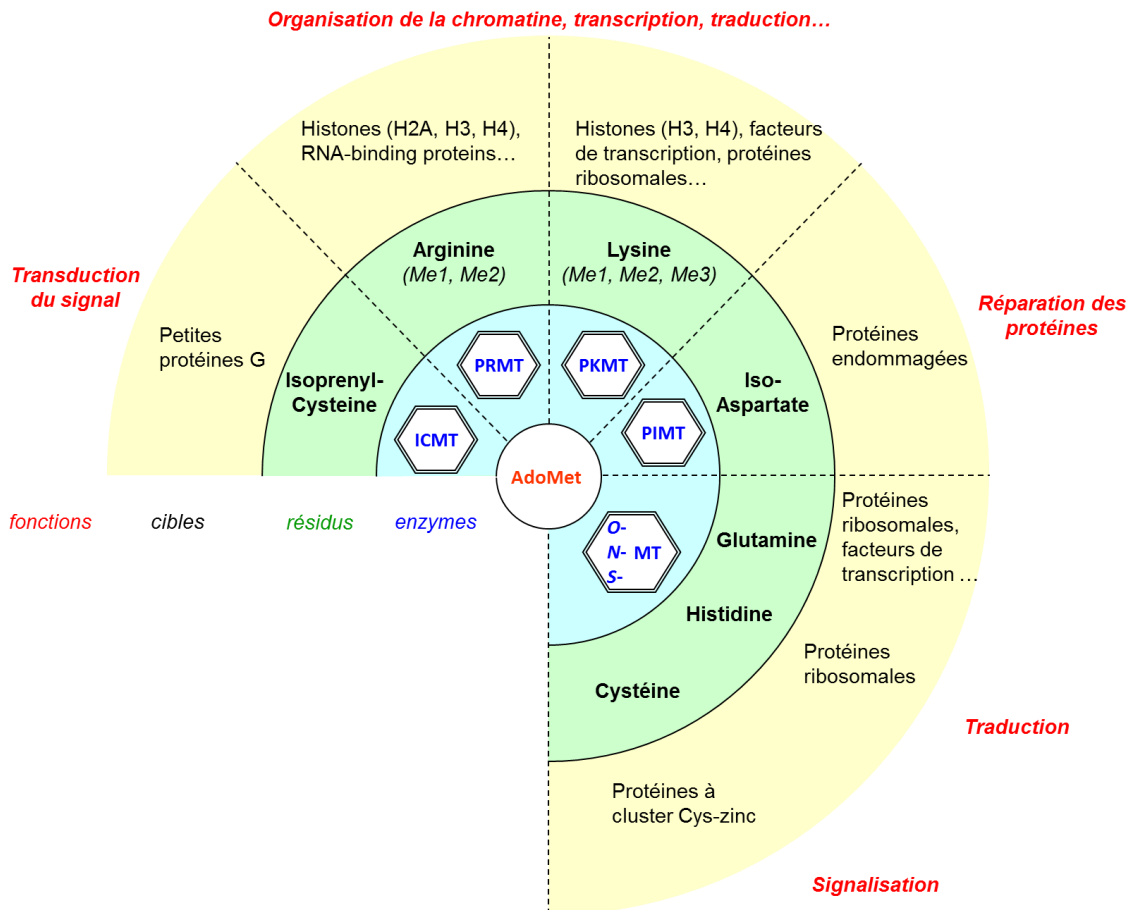 Organisation de la chromatine, transcription, traduction…
Histones (H2A, H3, H4),
RNA-binding proteins…
Histones (H3, H4), facteurs
de transcription, protéines
ribosomales…
Arginine
(Me1, Me2)
Lysine
(Me1, Me2, Me3)
Transduction
du signal
Réparation des
protéines
Petites
protéines G
Protéines
endommagées
Isoprenyl-
Cysteine
PRMT
PKMT
Iso-
Aspartate
ICMT
PIMT
AdoMet
fonctions
cibles
résidus
enzymes
O-
N- MT
S-
Glutamine
Protéines
ribosomales,
facteurs de
transcription …
Histidine
Protéines
ribosomales
Cystéine
Traduction
Protéines à
cluster Cys-zinc
Signalisation